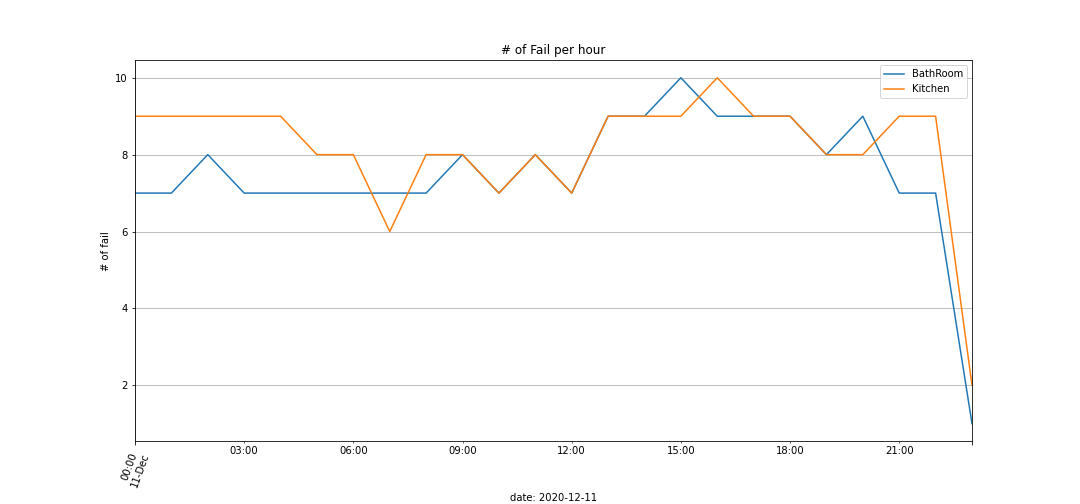 # of Fail per hour
BathRoom
Kitchen
10
8
6
4
2
# of fail
00:00
11-Dec
03:00
06:00
09:00
12:00
15:00
18:00
21:00
date: 2020-12-11